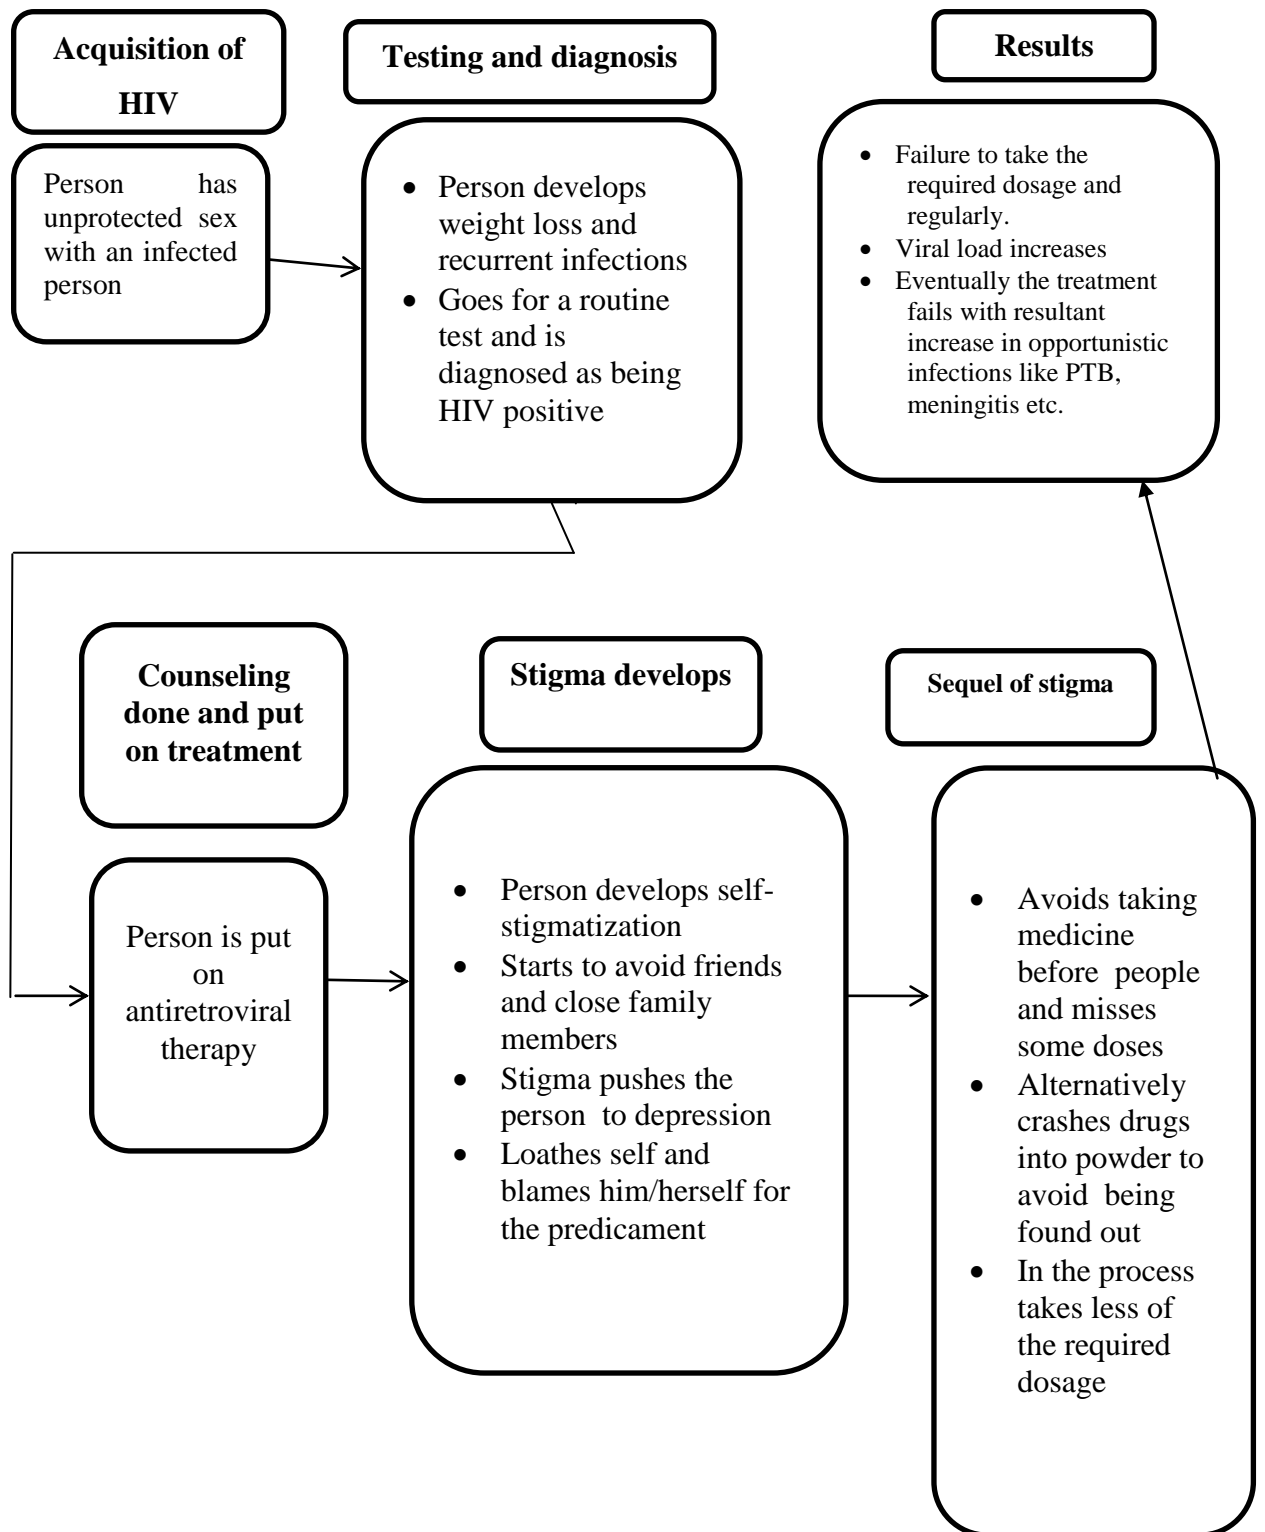 Acquisition of
HIV
Person has
unprotected sex
with an infected
person
Testing and diagnosis
• Person develops
weight loss and
recurrent infections
• Goes for a routine
test and is
diagnosed as being
HIV positive
Results
• Failure to take the
required dosage and
regularly.
• Viral load increases
• Eventually the treatment
fails with resultant
increase in opportunistic
infections like PTB,
meningitis etc.
Counseling
done and put
on treatment
Person is put
on
antiretroviral
therapy
Stigma develops
• Person develops self-
stigmatization
• Starts to avoid friends
and close family
members
• Stigma pushes the
person to depression
• Loathes self and
blames him/herself for
the predicament
Sequel of stigma
• Avoids taking
medicine
before people
and misses
some doses
• Alternatively
crashes drugs
into powder to
avoid being
found out
• In the process
takes less of
the required
dosage